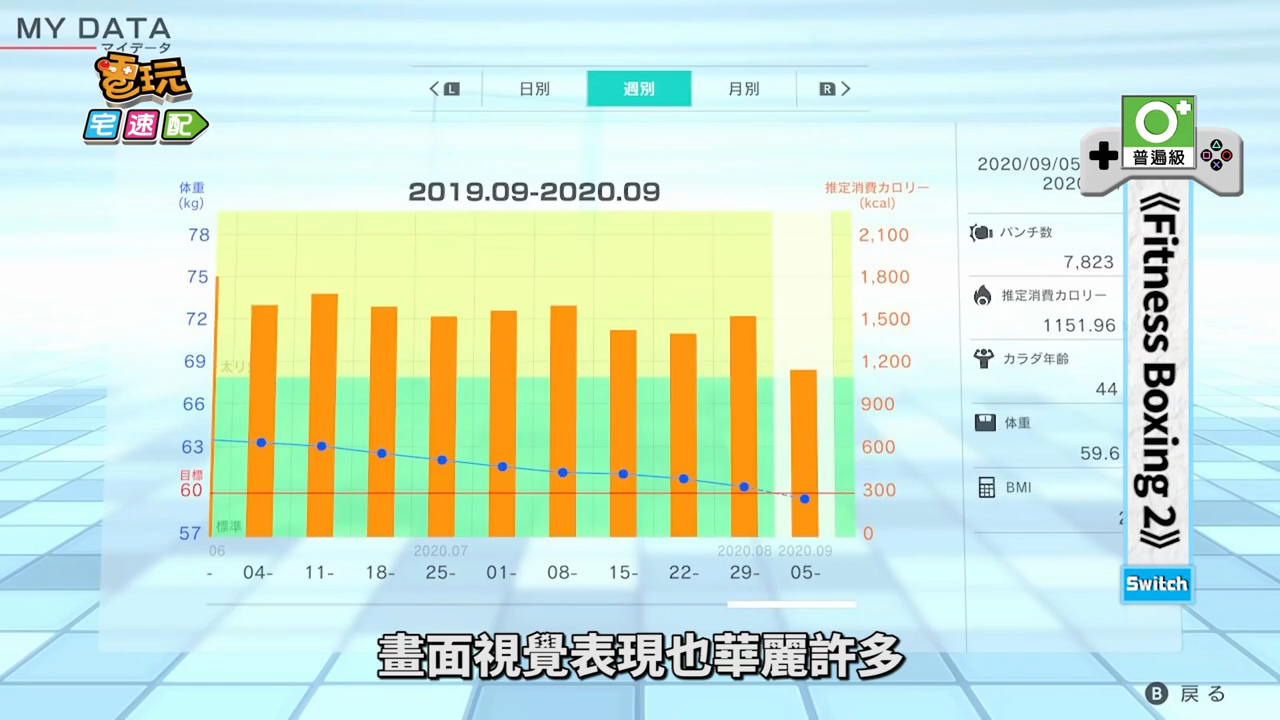 MY DATA
マイデータ
電玩
宅速配
L
日別
週別
月別
R
普遍級
体重
(kg)
2019.09-2020.09
推定消費カロリー
(kcal)
78
75
72
69
66
63
目標
60
57
2,100
1,800
1,500
1,200
900
600
300
0
太り
標準
06
2020.07
2020.08
2020.09
-
04-
11-
18-
25-
01-
08-
15-
22-
29-
05-
2020/09/05
パンチ数
7,823
推定消費カロリー
1151.96
カラダ年齢
44
体重
59.6
BMI
《Fitness Boxing 2》
Switch
畫面視覺表現也華麗許多
B 戻る